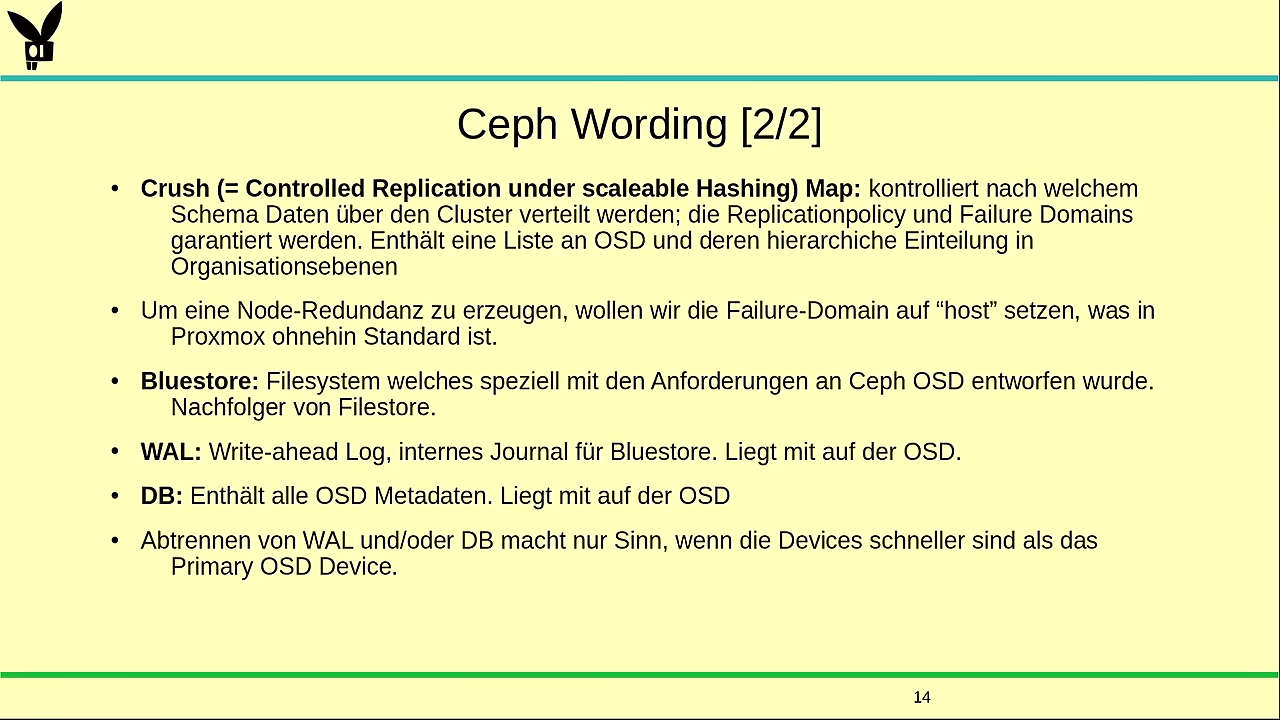 Ceph Wording [2/2]
• Crush (= Controlled Replication under scaleable Hashing) Map: kontrolliert nach welchem
Schema Daten über den Cluster verteilt werden; die Replicationpolicy und Failure Domains
garantiert werden. Enthält eine Liste an OSD und deren hierarchiche Einteilung in
Organisationsebenen
• Um eine Node-Redundanz zu erzeugen, wollen wir die Failure-Domain auf “host” setzen, was in
Proxmox ohnehin Standard ist.
• Bluestore: Filesystem welches speziell mit den Anforderungen an Ceph OSD entworfen wurde.
Nachfolger von Filestore.
• WAL: Write-ahead Log, internes Journal für Bluestore. Liegt mit auf der OSD.
• DB: Enthält alle OSD Metadaten. Liegt mit auf der OSD
• Abtrennen von WAL und/oder DB macht nur Sinn, wenn die Devices schneller sind als das
Primary OSD Device.
14